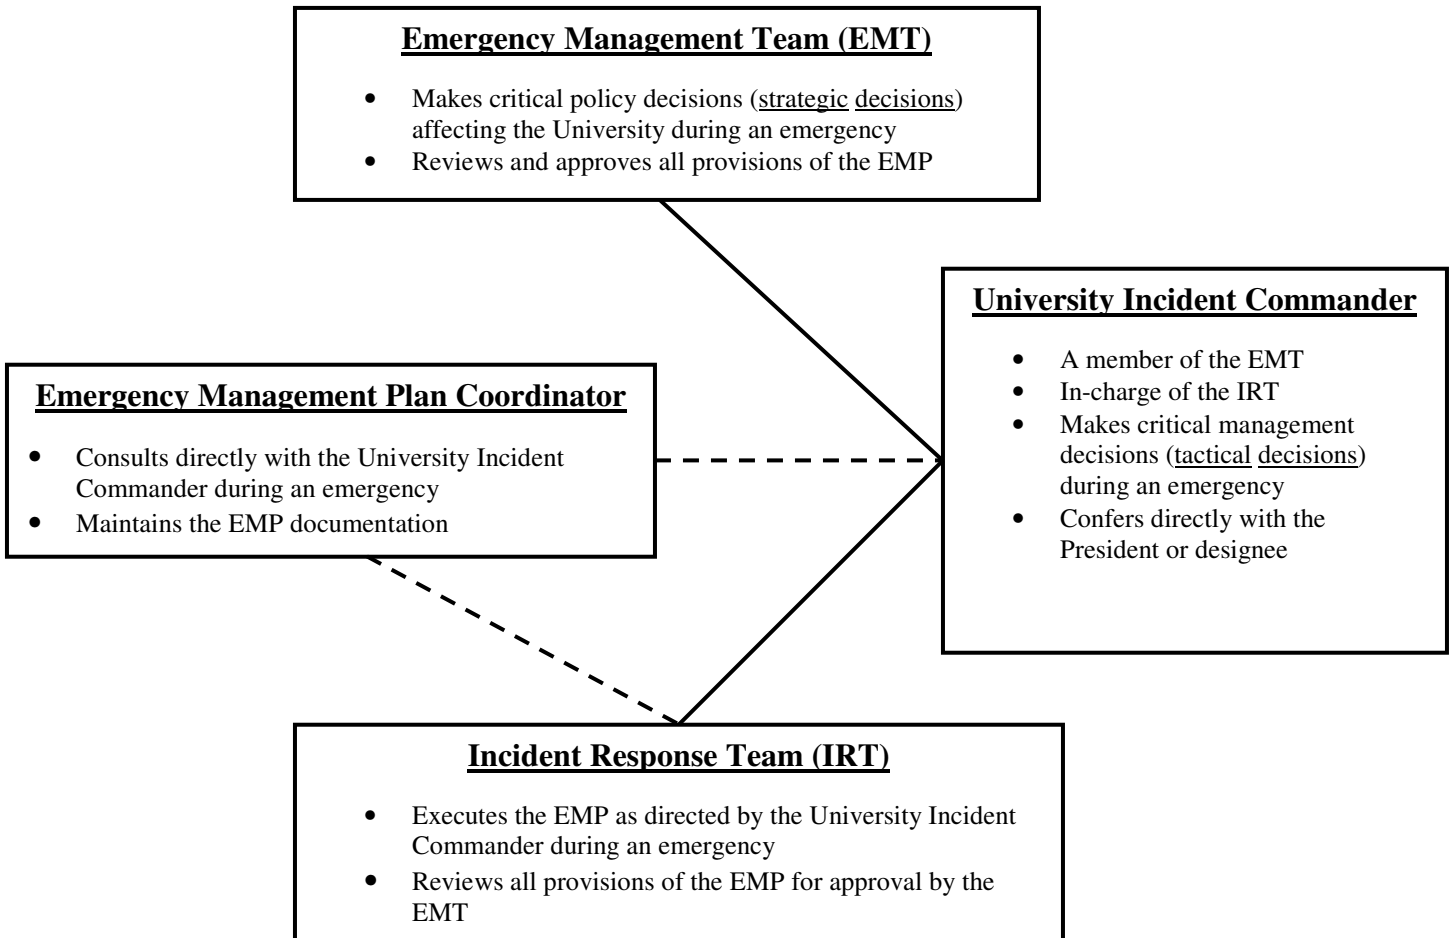 Emergency Management Team (EMT)
• Makes critical policy decisions (strategic decisions)
affecting the University during an emergency
• Reviews and approves all provisions of the EMP
University Incident Commander
• A member of the EMT
• In-charge of the IRT
• Makes critical management
decisions (tactical decisions)
during an emergency
• Confers directly with the
President or designee
Emergency Management Plan Coordinator
• Consults directly with the University Incident
Commander during an emergency
• Maintains the EMP documentation
Incident Response Team (IRT)
• Executes the EMP as directed by the University Incident
Commander during an emergency
• Reviews all provisions of the EMP for approval by the
EMT